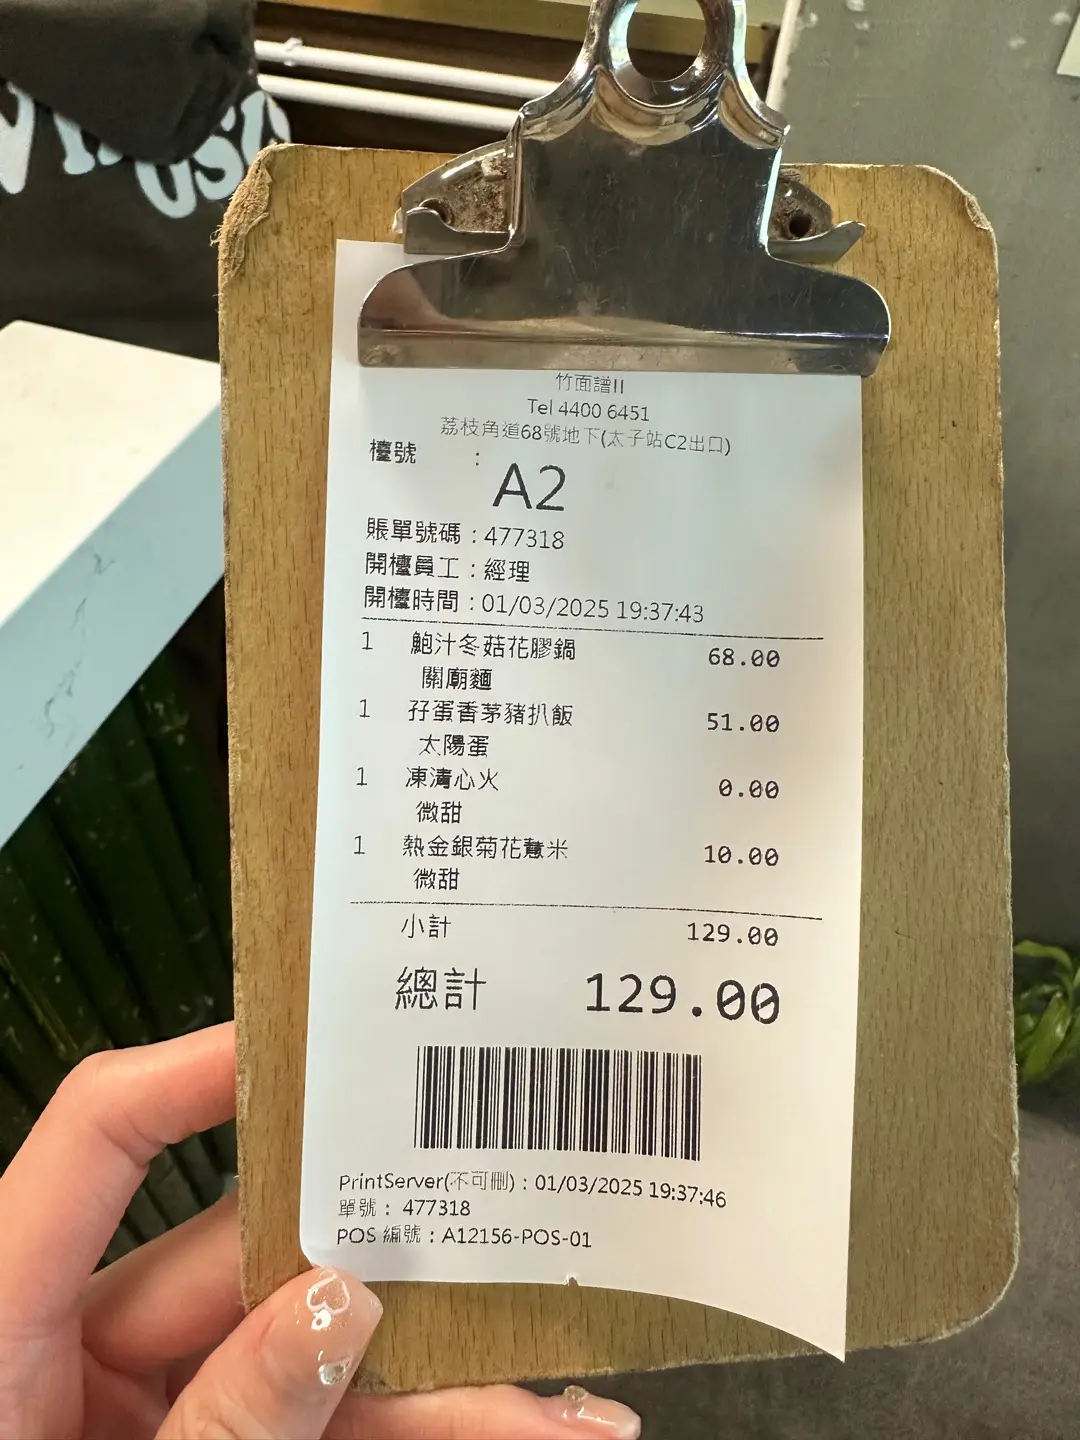 竹面譜II
Tel 4400 6451
荔枝角道68號地下(太子站C2出口)
檯號 : A2
賬單號碼：477318
開檯員工：經理
開檯時間：01/03/2025 19:37:43
1 鮑汁冬菇花膠鍋 68.00
關廟麵
1 孖蛋香茅豬扒飯 51.00
太陽蛋
1 凍清心火 0.00
微甜
1 熱金銀菊花薏米 10.00
微甜
小計 129.00
總計 129.00
PrintServer(不可刪)：01/03/2025 19:37:46
單號：477318
POS 編號：A12156-POS-01